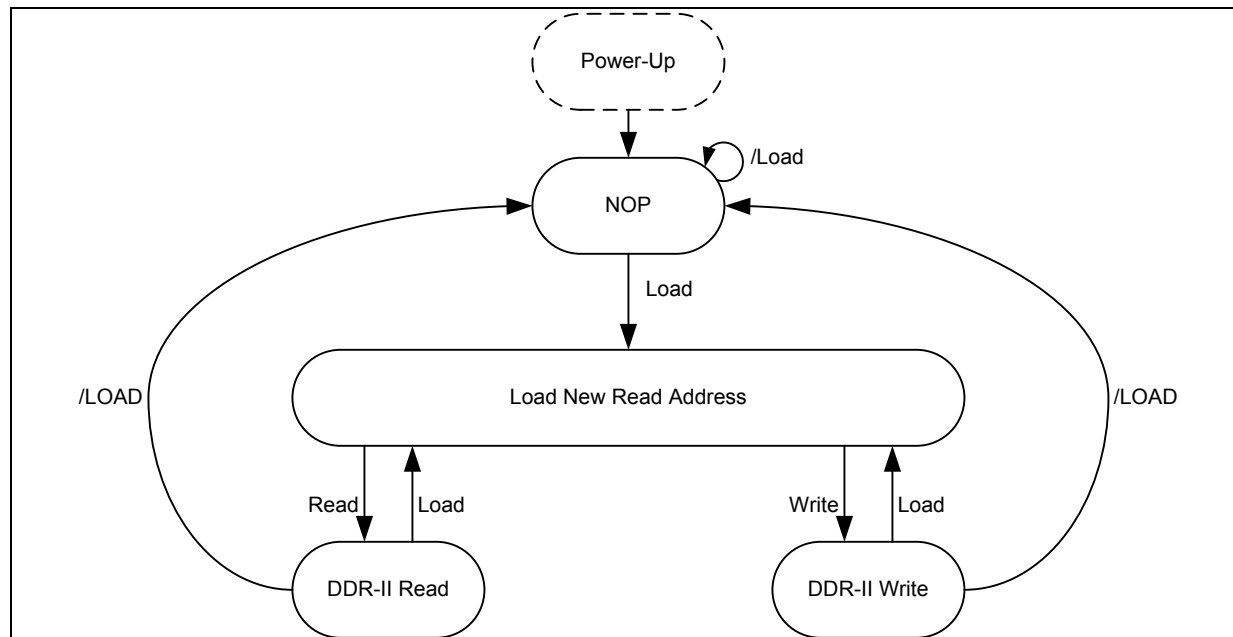 Power-Up
/Load
NOP
Load
/LOAD
Load New Read Address
/LOAD
Read
Load
Write
Load
DDR-II Read
DDR-II Write